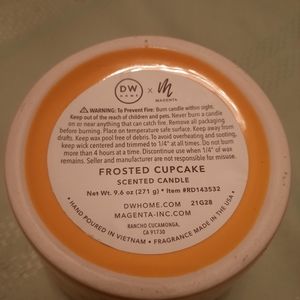 DW
HOME
x
M
MAGENTA
⚠ WARNING: To Prevent Fire: Burn candle within sight.
Keep out of the reach of children and pets. Never burn a candle
on or near anything that can catch fire. Remove all packaging
before burning. Place on temperature safe surface. Keep away from
drafts. Keep wax pool free of debris. To avoid overheating and sooting,
keep wick centered and trimmed to 1/4" at all times. Do not burn
more than 4 hours at a time. Discontinue use when 1/4" of wax
remains. Seller and manufacturer are not responsible for misuse.
FROSTED CUPCAKE
SCENTED CANDLE
Net Wt. 9.6 oz (271 g) • Item #RD143532
DWHOME.COM 21G28
MAGENTA-INC.COM
RANCHO CUCAMONGA,
CA 91730
• HAND POURED IN VIETNAM • FRAGRANCE MADE IN THE USA •